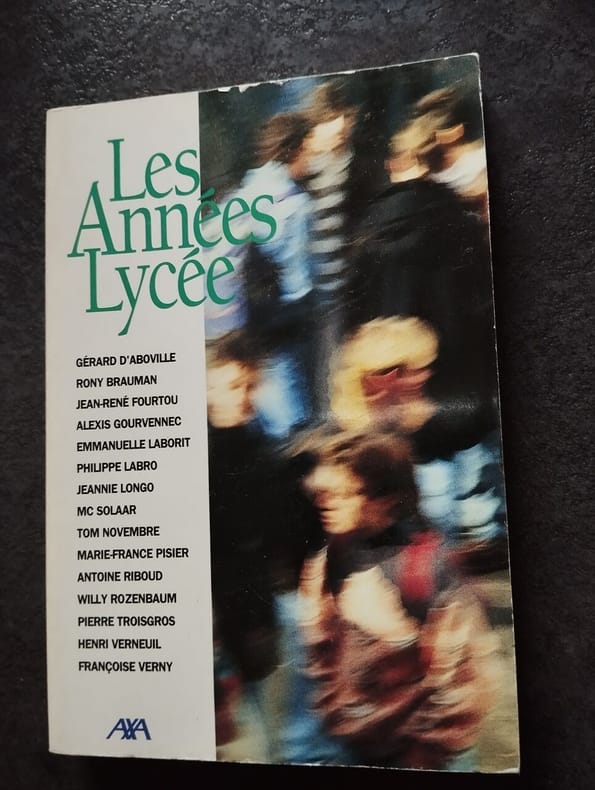 Les
Années
Lycée
GÉRARD D'ABOVILLE
RONY BRAUMAN
JEAN-RENÉ FOURTOU
ALEXIS GOURVENNEC
EMMANUELLE LABORIT
PHILIPPE LABRO
JEANNIE LONGO
MC SOLAAR
TOM NOVEMBRE
MARIE-FRANCE PISIER
ANTOINE RIBOUD
WILLY ROZENBAUM
PIERRE TROISGROS
HENRI VERNEUIL
FRANÇOISE VERNY
AXA